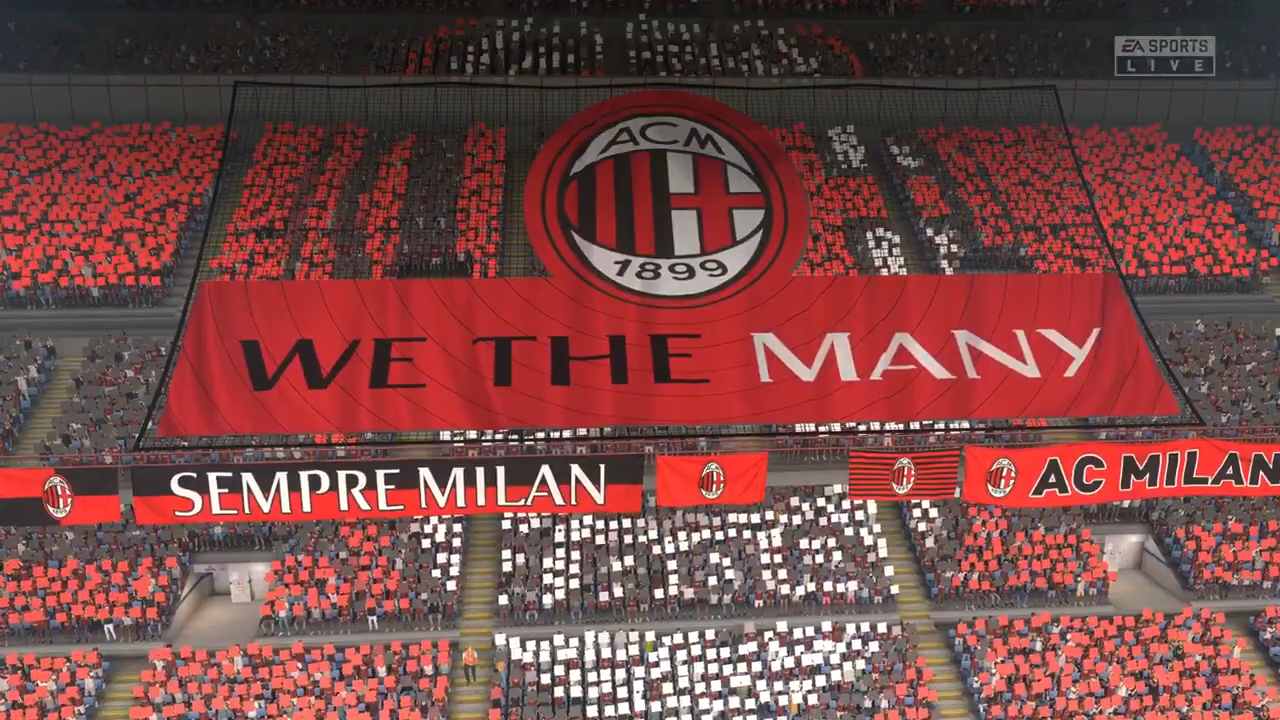 EA SPORTS
LIVE
ACM
1899
WE THE MANY
SEMPRE MILAN
AC MILAN